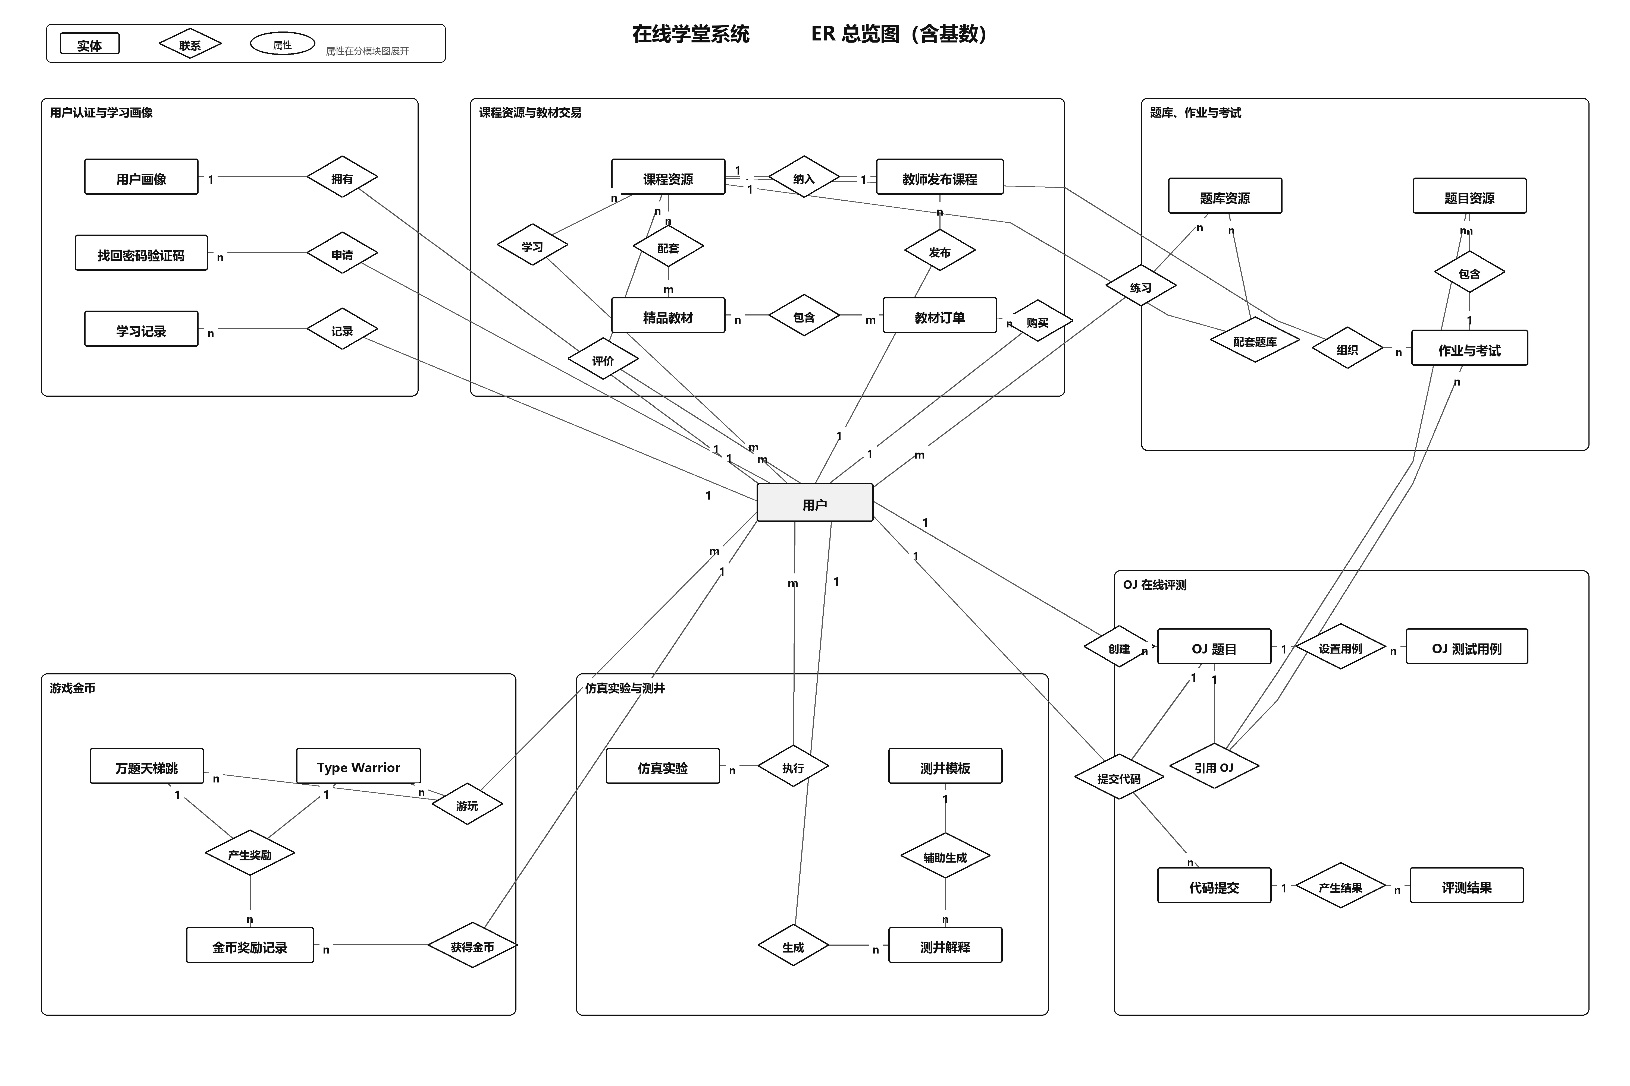 在线学堂系统 ER 总览图（含基数）
实体
联系
属性
属性在分模块图展开
用户认证与学习画像
用户画像
1
拥有
找回密码验证码
n
申请
学习记录
n
记录
课程资源与教材交易
课程资源
1
1
纳入
1
教师发布课程
n
n
n
n
学习
配套
发布
m
精品教材
n
包含
m
教材订单
n
购买
评价
题库、作业与考试
题库资源
题目资源
n
n
n
n
包含
练习
1
配套题库
组织
n
作业与考试
n
1
1
m
m
1
1
m
1
用户
m
1
m
1
1
1
OJ 在线评测
创建
n
OJ 题目
1
设置用例
n
OJ 测试用例
1
1
提交代码
引用 OJ
n
代码提交
1
产生结果
n
评测结果
游戏金币
万题天梯跳
n
Type Warrior
n
游玩
1
1
产生奖励
n
金币奖励记录
n
获得金币
仿真实验与测井
仿真实验
n
执行
测井模板
1
辅助生成
n
生成
n
测井解释